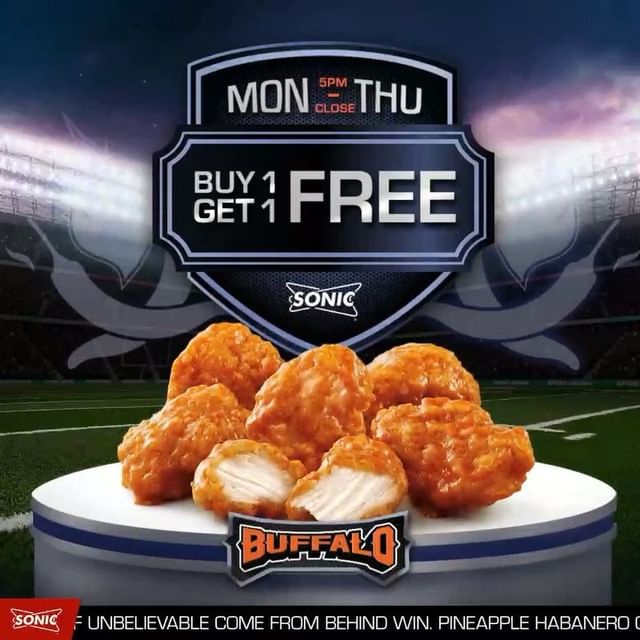 MON 5PM – CLOSE THU
BUY 1
GET 1 FREE
SONIC
BUFFALO
SONIC
F UNBELIEVABLE COME FROM BEHIND WIN. PINEAPPLE HABANERO